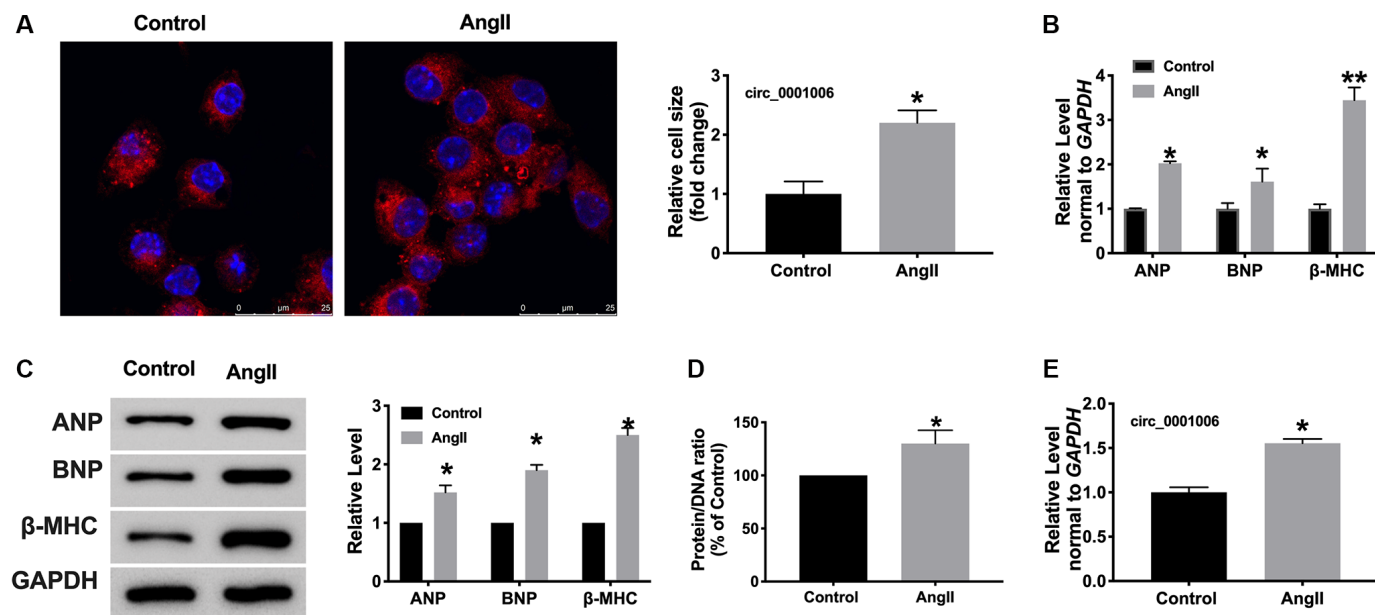 A
Control
AngII
0 µm 25
0 µm 25
Relative cell size
(fold change)
3
2
1
0
circ_0001006
*
Control
AngII
B
Relative Level
normal to GAPDH
Control
AngII
4
3
2
1
0
*
*
**
ANP
BNP
β-MHC
C
Control
AngII
ANP
BNP
β-MHC
GAPDH
Relative Level
3
2
1
0
Control
AngII
*
*
*
ANP
BNP
β-MHC
D
Protein/DNA ratio
(% of Control)
150
130
100
50
0
*
Control
AngII
E
Relative Level
normal to GAPDH
2.0
1.5
1.0
0.5
0.0
circ_0001006
*
Control
AngII